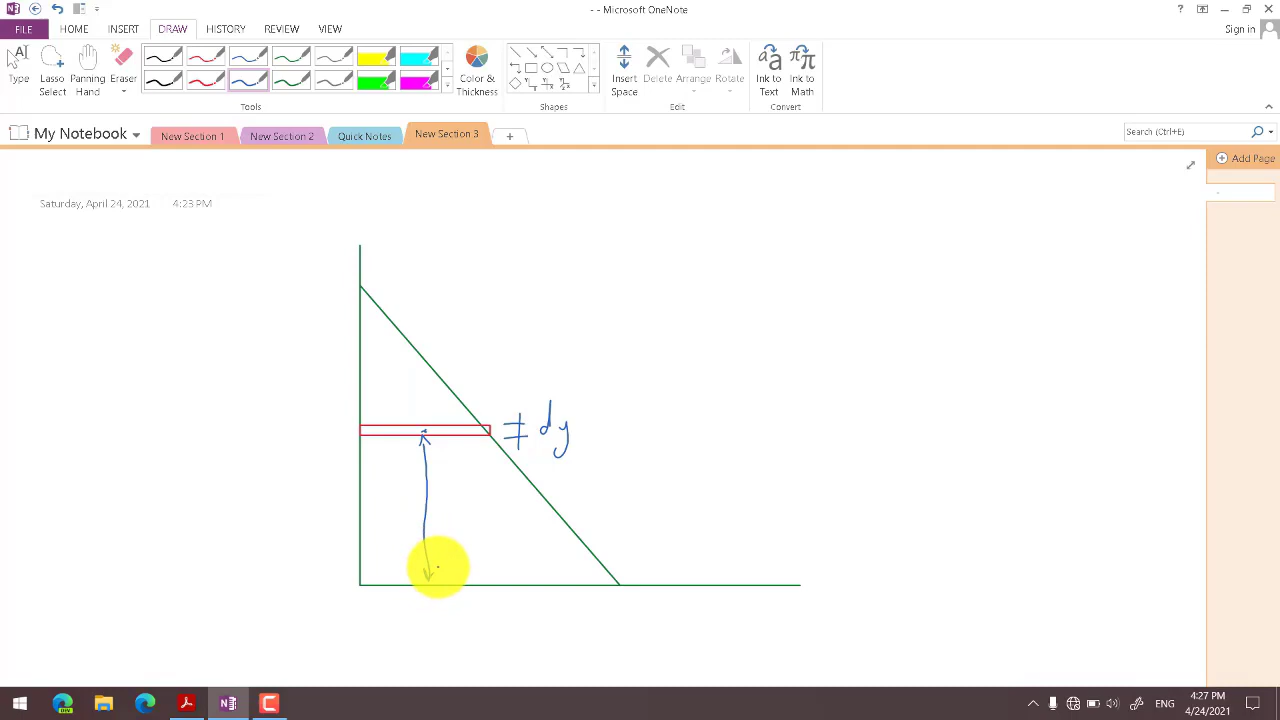 - - Microsoft OneNote
?
Sign in
FILE HOME INSERT DRAW HISTORY REVIEW VIEW
Type
Lasso Select
Panning Hand
Eraser
Color & Thickness
Insert Space
Delete
Arrange
Rotate
Ink to Text
Ink to Math
Tools
Shapes
Edit
Convert
My Notebook New Section 1 New Section 2 Quick Notes New Section 3
Search (Ctrl+E)
Add Page
Saturday, April 24, 2021 4:23 PM
dy
ENG
4:27 PM
4/24/2021